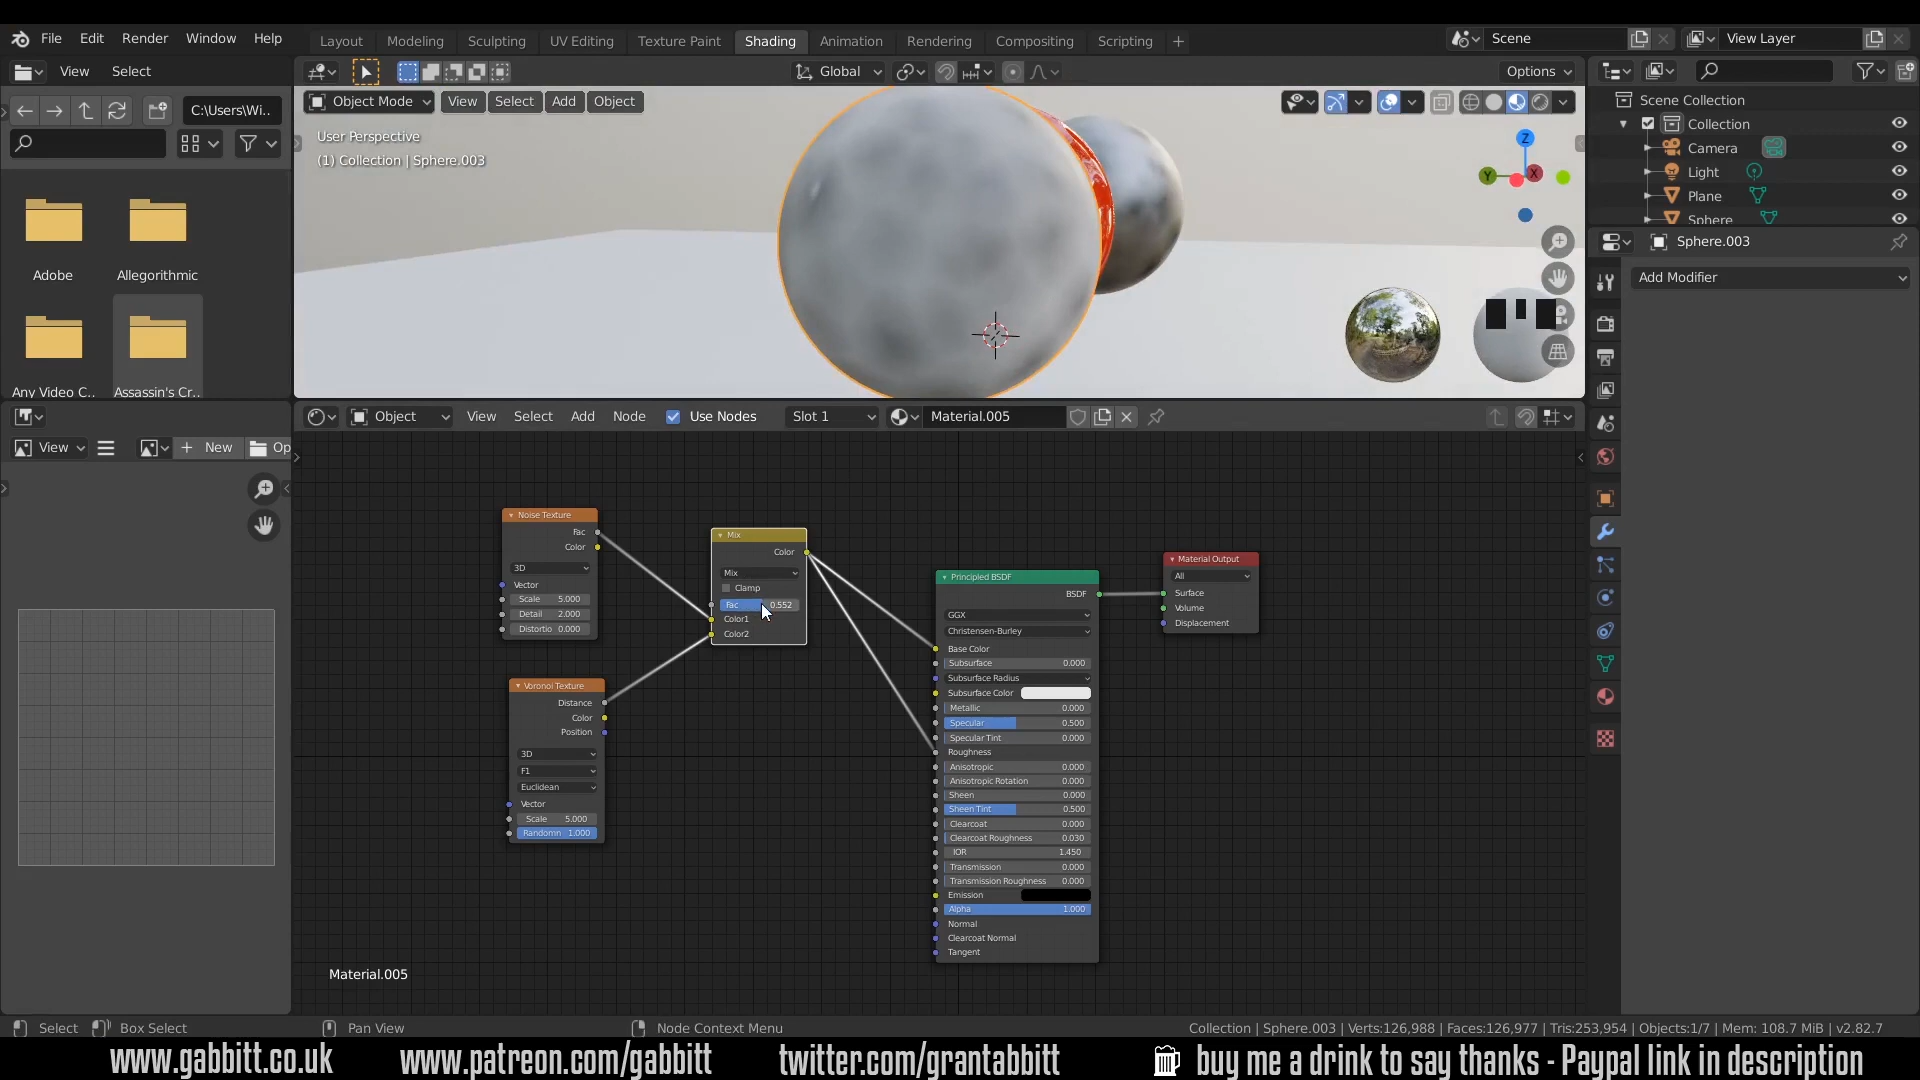 File Edit Render Window Help
Layout Modeling Sculpting UV Editing Texture Paint Shading Animation Rendering Compositing Scripting +
Scene
View Layer
View Select
C:\Users\Wi..
Adobe
Allegorithmic
Any Video C..
Assassin's Cr..
Global
Options
Object Mode View Select Add Object
User Perspective
(1) Collection | Sphere.003
Z
Y
X
Scene Collection
Collection
Camera
Light
Plane
Sphere
Sphere.003
Add Modifier
View + New Op
Object View Select Add Node Use Nodes Slot 1 Material.005
Noise Texture
Fac
Color
3D
Vector
Scale 5.000
Detail 2.000
Distortio 0.000
Voronoi Texture
Distance
Color
Position
3D
F1
Euclidean
Vector
Scale 5.000
Randomn 1.000
Mix
Color
Mix
Clamp
Fac 0.552
Color1
Color2
Principled BSDF
BSDF
GGX
Christensen-Burley
Base Color
Subsurface 0.000
Subsurface Radius
Subsurface Color
Metallic 0.000
Specular 0.500
Specular Tint 0.000
Roughness
Anisotropic 0.000
Anisotropic Rotation 0.000
Sheen 0.000
Sheen Tint 0.500
Clearcoat 0.000
Clearcoat Roughness 0.030
IOR 1.450
Transmission 0.000
Transmission Roughness 0.000
Emission
Alpha 1.000
Normal
Clearcoat Normal
Tangent
Material Output
All
Surface
Volume
Displacement
Material.005
Select Box Select Pan View Node Context Menu
Collection | Sphere.003 | Verts:126,988 | Faces:126,977 | Tris:253,954 | Objects:1/7 | Mem: 108.7 MiB | v2.82.7
www.gabbitt.co.uk www.patreon.com/gabbitt twitter.com/grantabbitt buy me a drink to say thanks - Paypal link in description